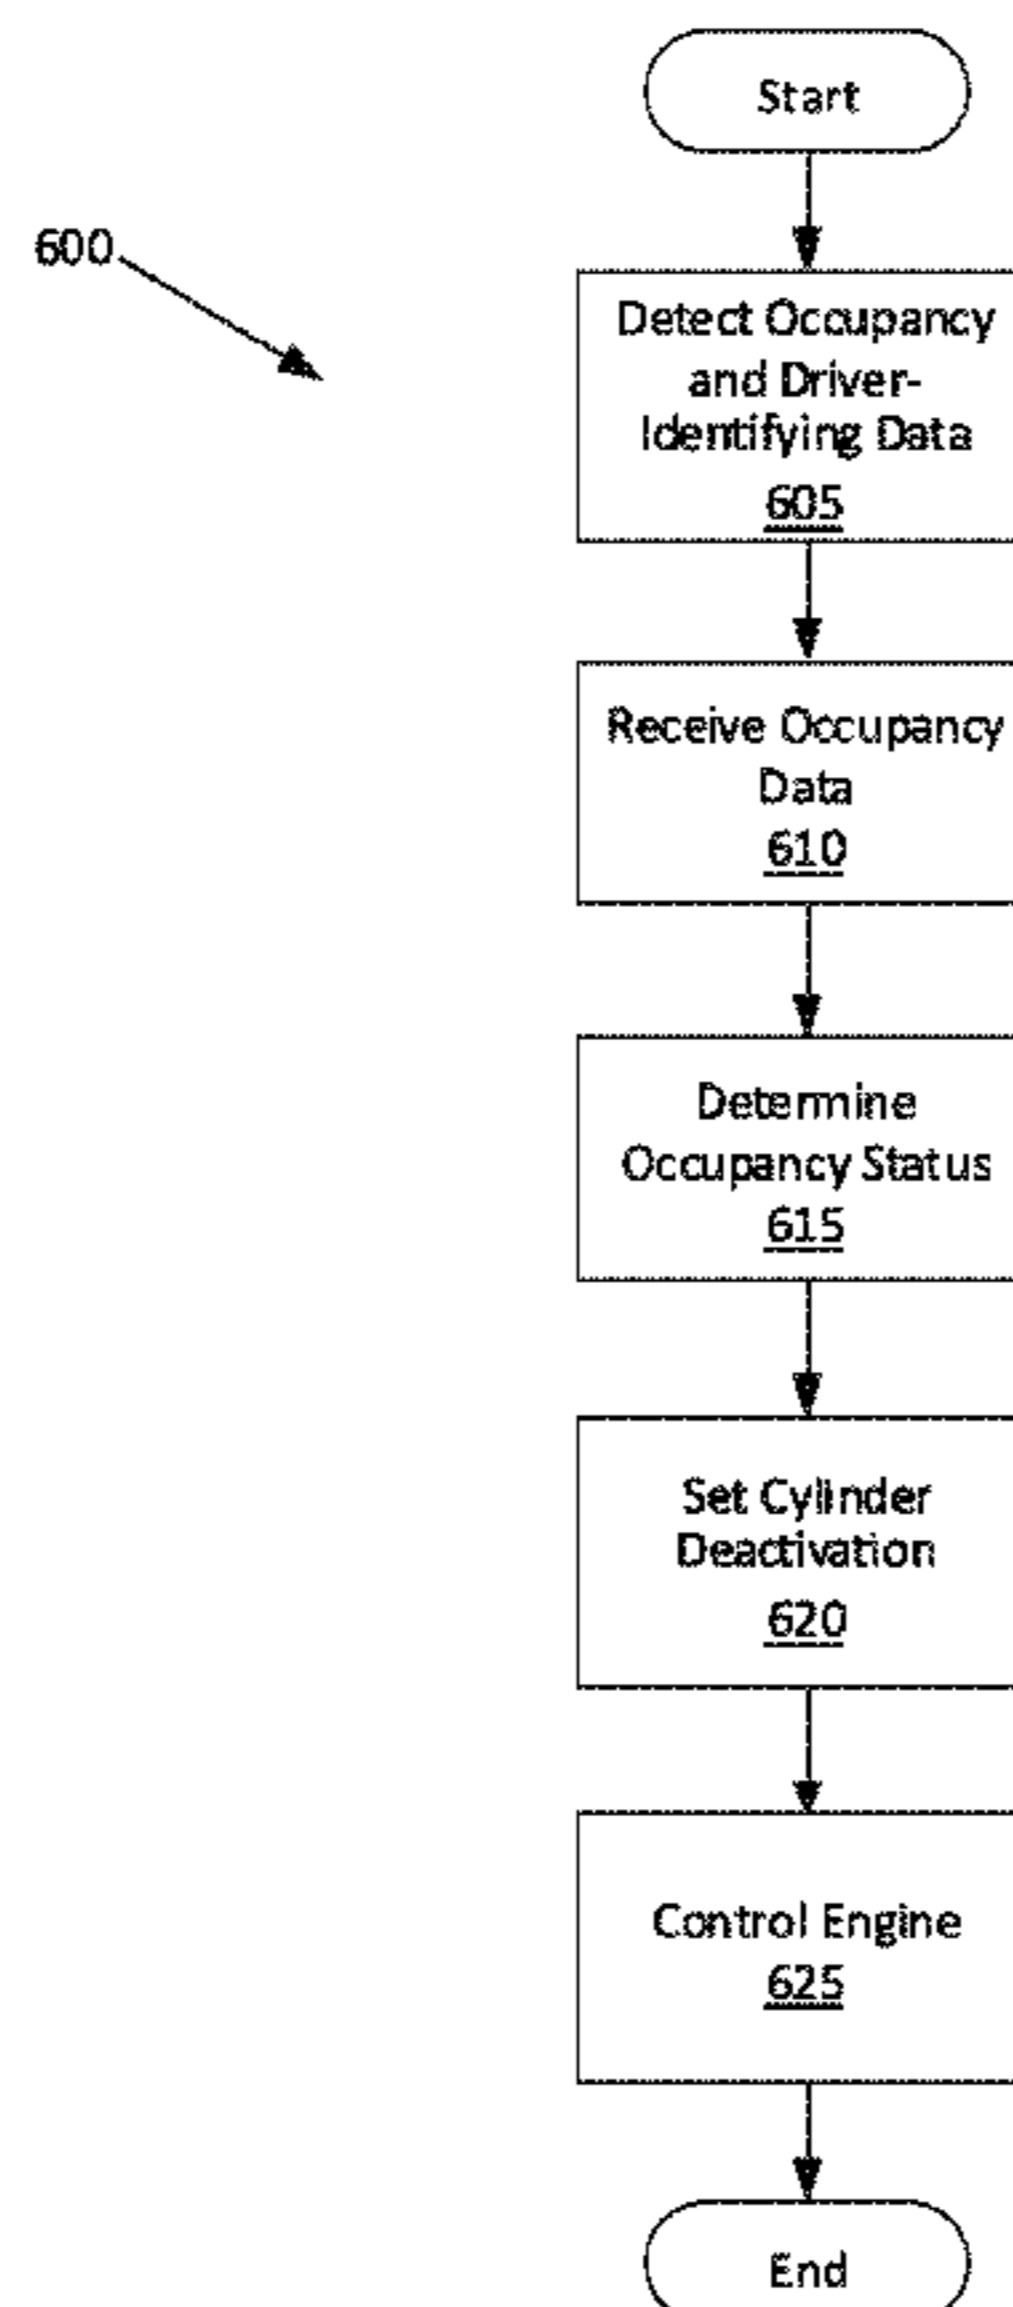 Start
600
Detect Occupancy
and Driver-
Identifying Data
605
Receive Occupancy
Data
610
Determine
Occupancy Status
615
Set Cylinder
Deactivation
620
Control Engine
625
End